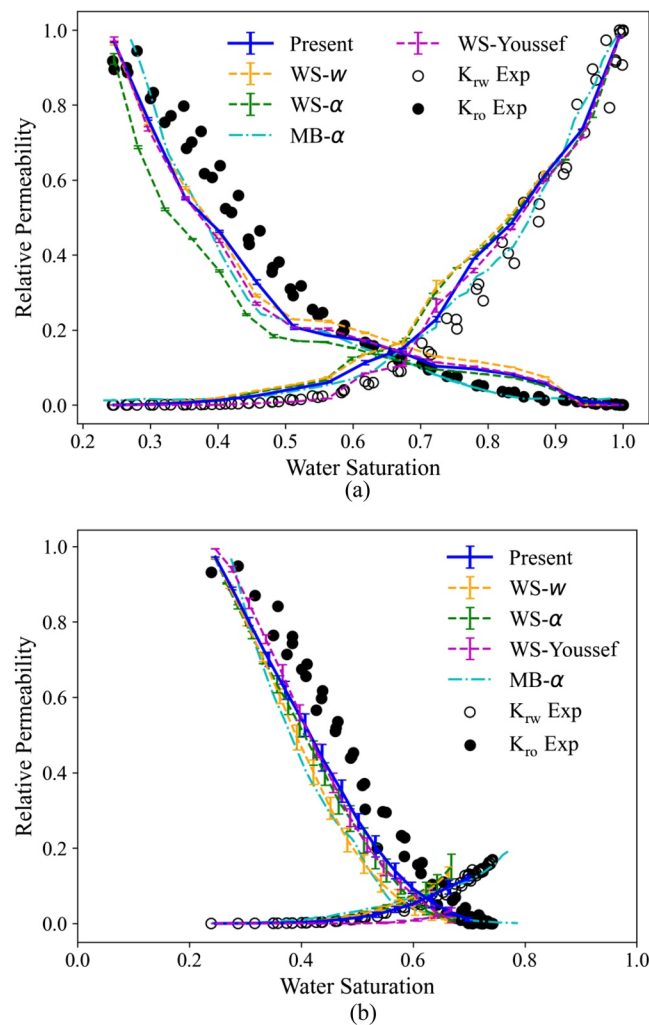 1.0
0.8
0.6
0.4
0.2
0.0
Relative Permeability
Present
WS-w
WS-α
MB-α
WS-Youssef
Krw Exp
Kro Exp
0.2 0.3 0.4 0.5 0.6 0.7 0.8 0.9 1.0
Water Saturation
(a)
1.0
0.8
0.6
0.4
0.2
0.0
Relative Permeability
Present
WS-w
WS-α
WS-Youssef
MB-α
Krw Exp
Kro Exp
0.0 0.2 0.4 0.6 0.8 1.0
Water Saturation
(b)